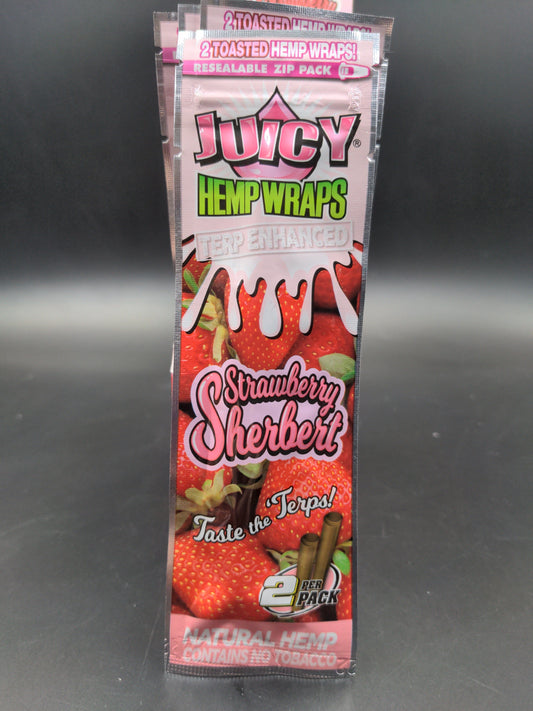 2 TOASTED HEMP WRAPS!
2 TOASTED HEMP WRAPS!
RESEALABLE ZIP PACK
JUICY®
HEMP WRAPS
TERP ENHANCED
Strawberry
Sherbert
Taste the 'Terps!
2 PER
PACK
NATURAL HEMP
CONTAINS NO TOBACCO